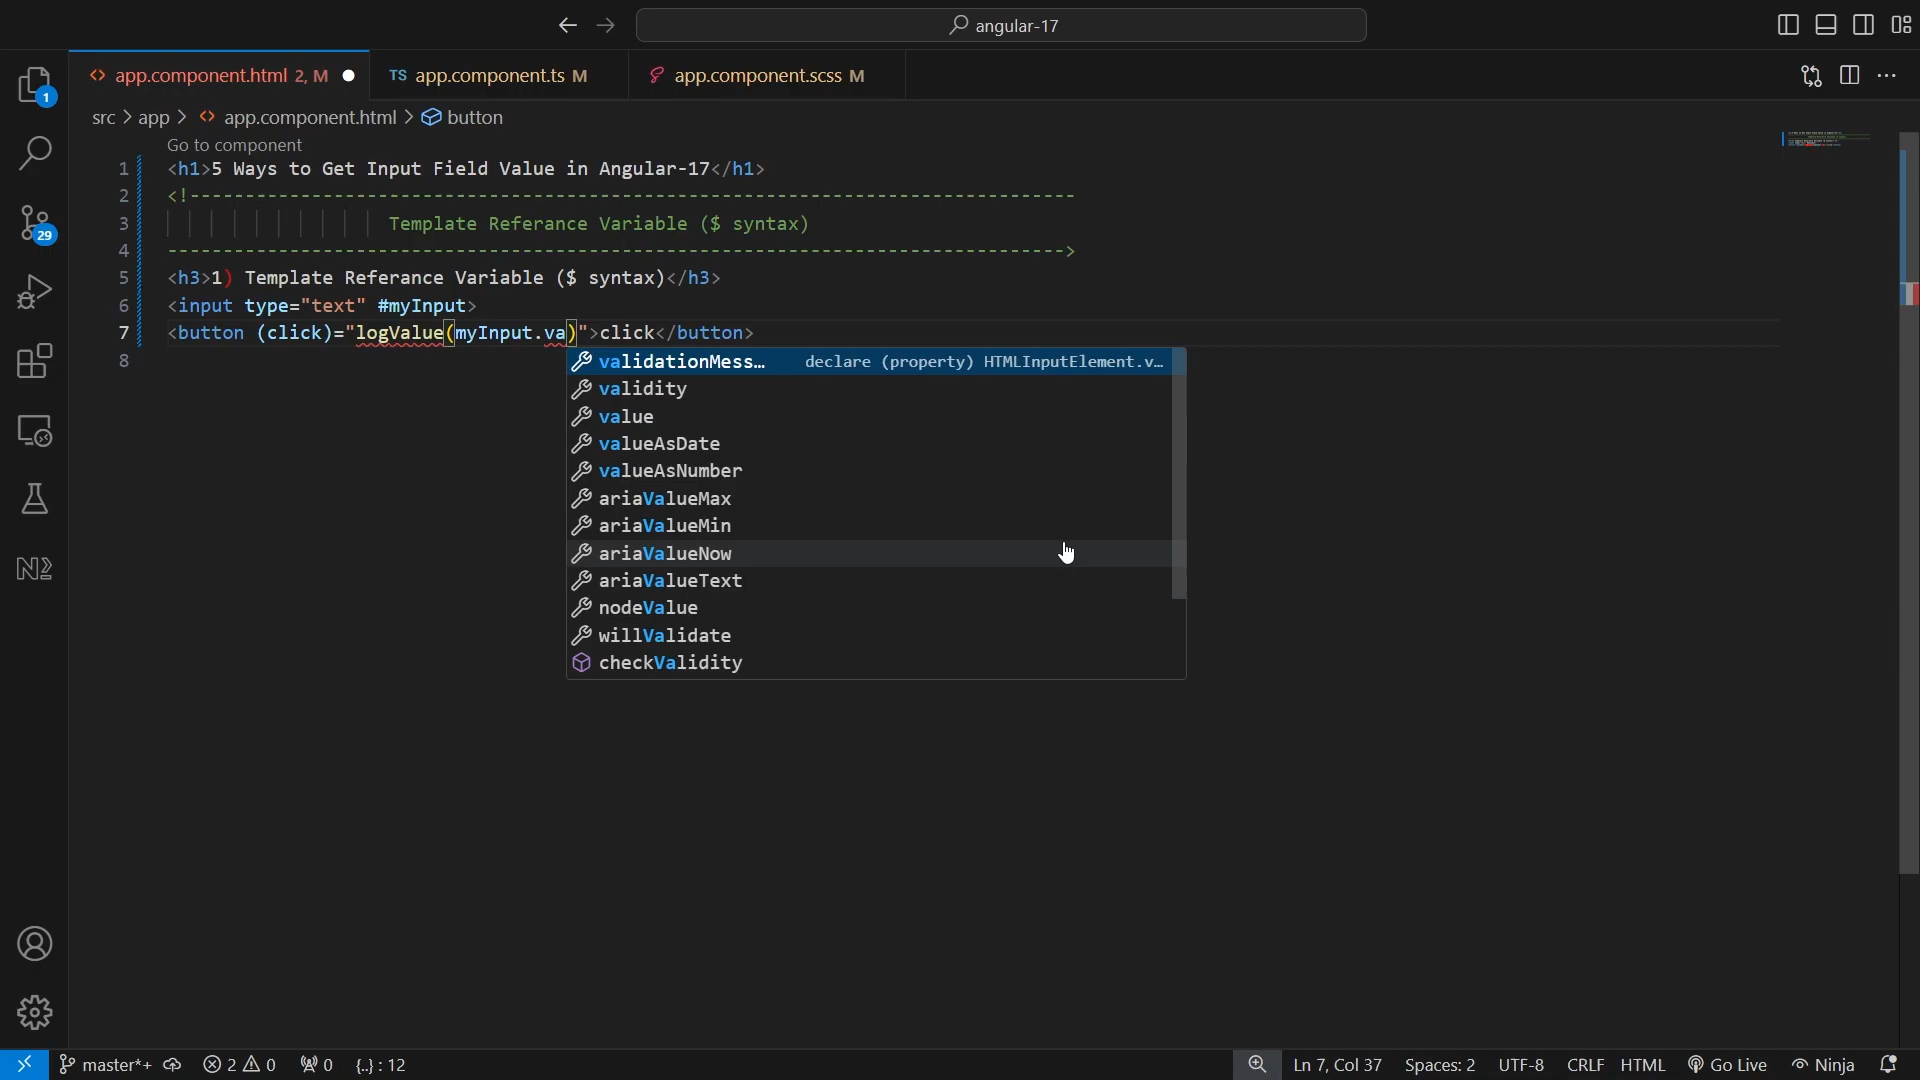 angular-17
<> app.component.html 2, M
TS app.component.ts M
app.component.scss M
1
src > app > <> app.component.html > button
Go to component
1 <h1>5 Ways to Get Input Field Value in Angular-17</h1>
2 <!--------------------------------------------------------------------------------
3 Template Referance Variable ($ syntax)
4 --------------------------------------------------------------------------------->
5 <h3>1) Template Referance Variable ($ syntax)</h3>
6 <input type="text" #myInput>
7 <button (click)="logValue(myInput.va)">click</button>
8
29
validationMess… declare (property) HTMLInputElement.v…
validity
value
valueAsDate
valueAsNumber
ariaValueMax
ariaValueMin
ariaValueNow
ariaValueText
nodeValue
willValidate
checkValidity
master*+ 2 0 0 {..} : 12 Ln 7, Col 37 Spaces: 2 UTF-8 CRLF HTML Go Live Ninja